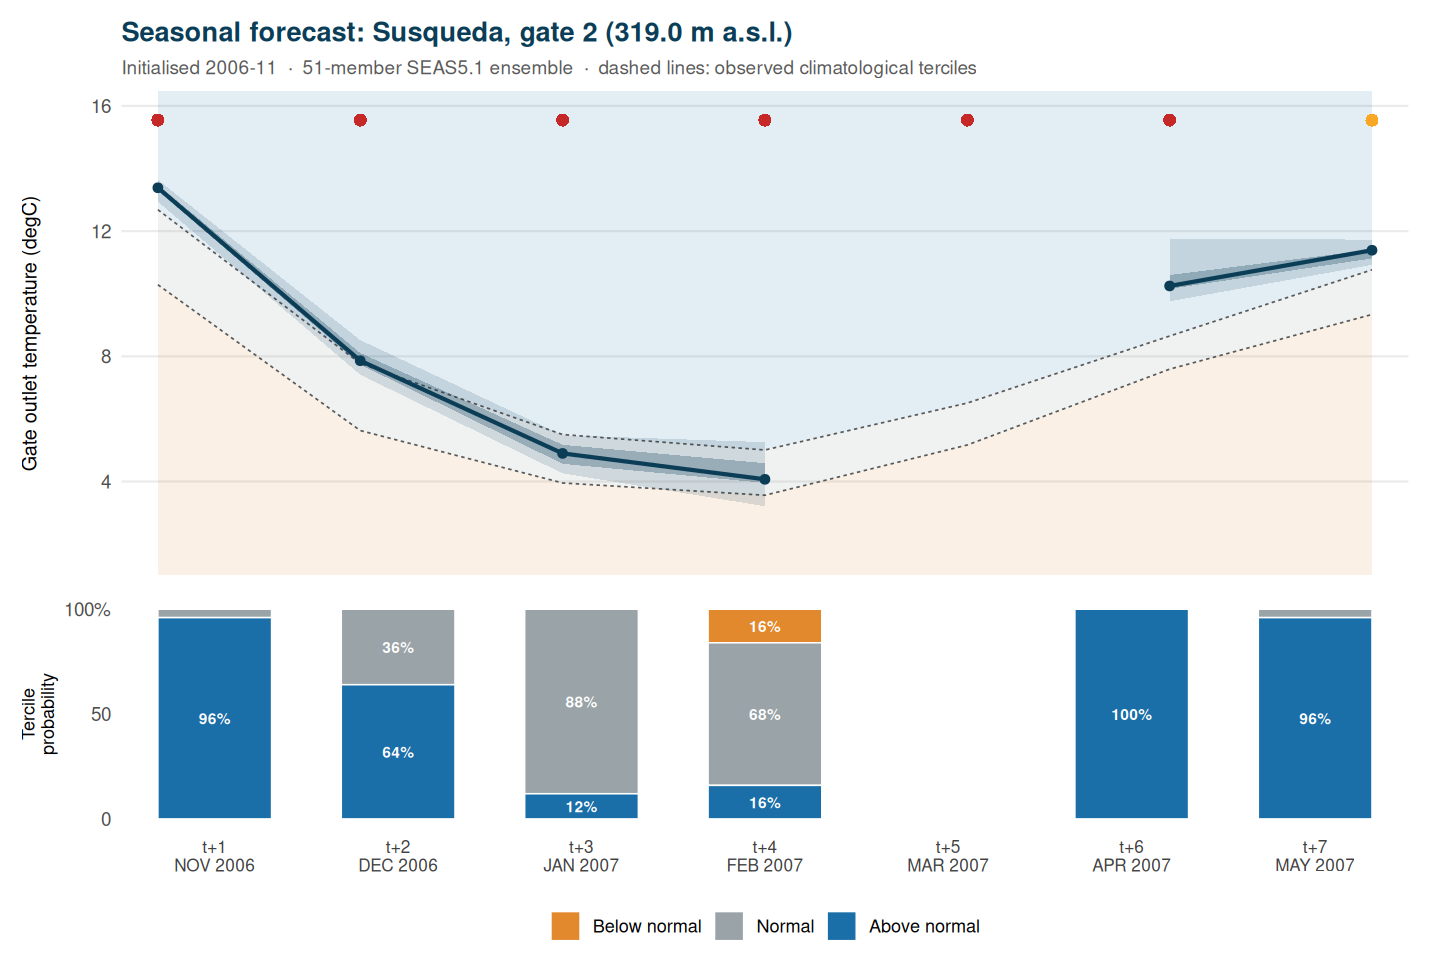 Seasonal forecast: Susqueda, gate 2 (319.0 m a.s.l.)
Initialised 2006-11 · 51-member SEAS5.1 ensemble · dashed lines: observed climatological terciles
Gate outlet temperature (degC)
16
12
8
4
Tercile
probability
100%
50
0
96%
36%
64%
88%
12%
16%
68%
16%
100%
96%
t+1
NOV 2006
t+2
DEC 2006
t+3
JAN 2007
t+4
FEB 2007
t+5
MAR 2007
t+6
APR 2007
t+7
MAY 2007
Below normal
Normal
Above normal